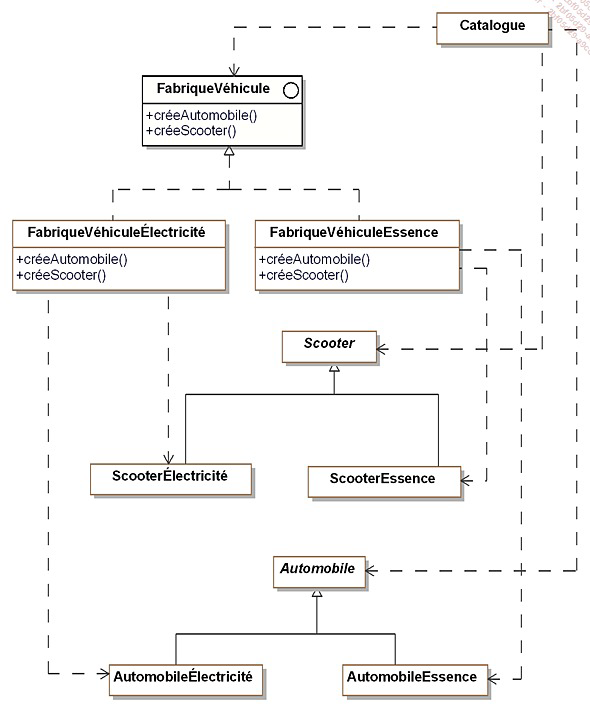 Catalogue
FabriqueVéhicule
+créeAutomobile()
+créeScooter()
FabriqueVéhiculeÉlectricité
+créeAutomobile()
+créeScooter()
FabriqueVéhiculeEssence
+créeAutomobile()
+créeScooter()
Scooter
ScooterÉlectricité
ScooterEssence
Automobile
AutomobileÉlectricité
AutomobileEssence